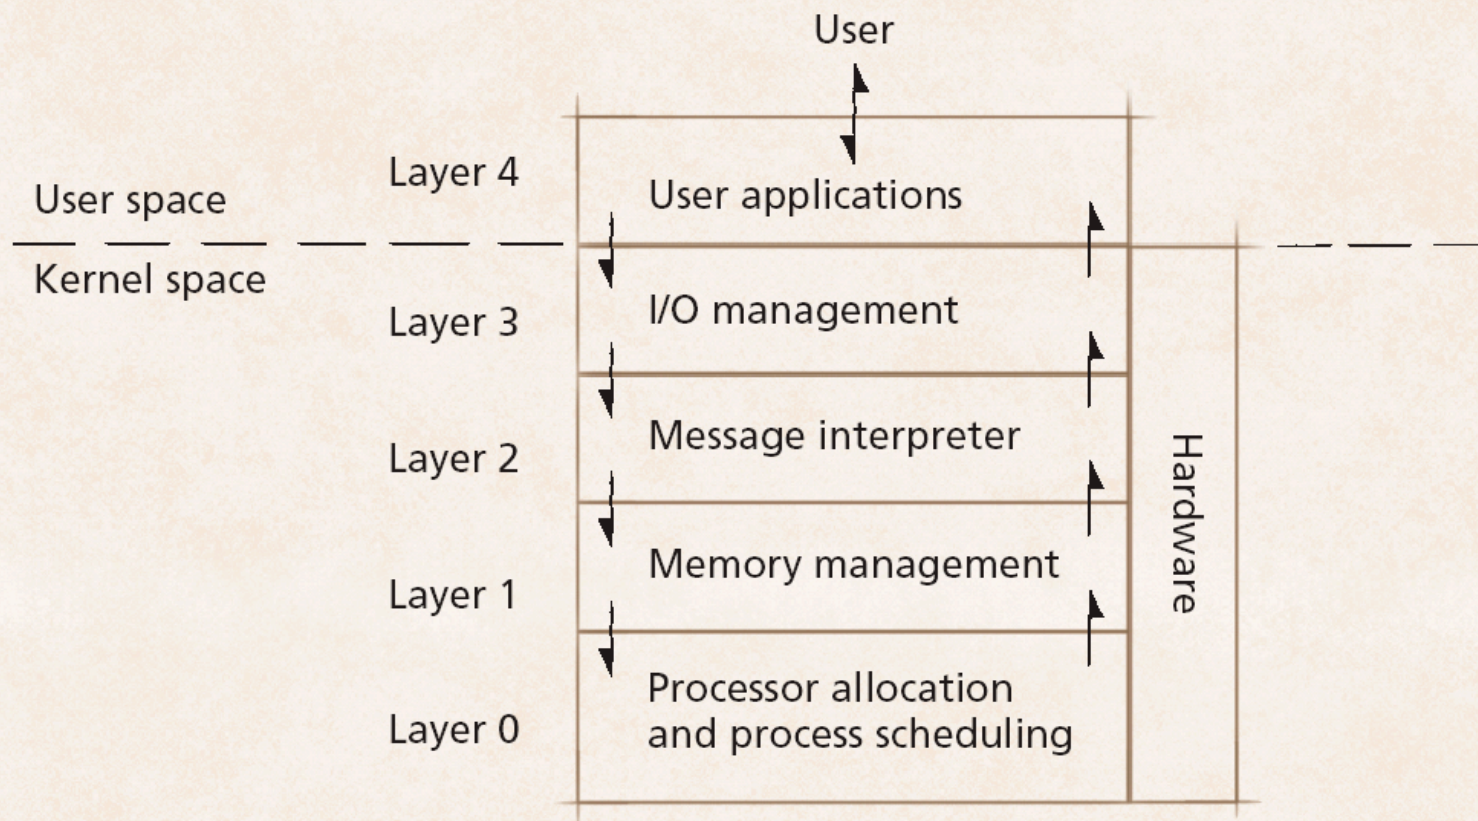 User
Layer 4
User applications
User space
Kernel space
Layer 3
I/O management
Layer 2
Message interpreter
Layer 1
Memory management
Layer 0
Processor allocation
and process scheduling
Hardware